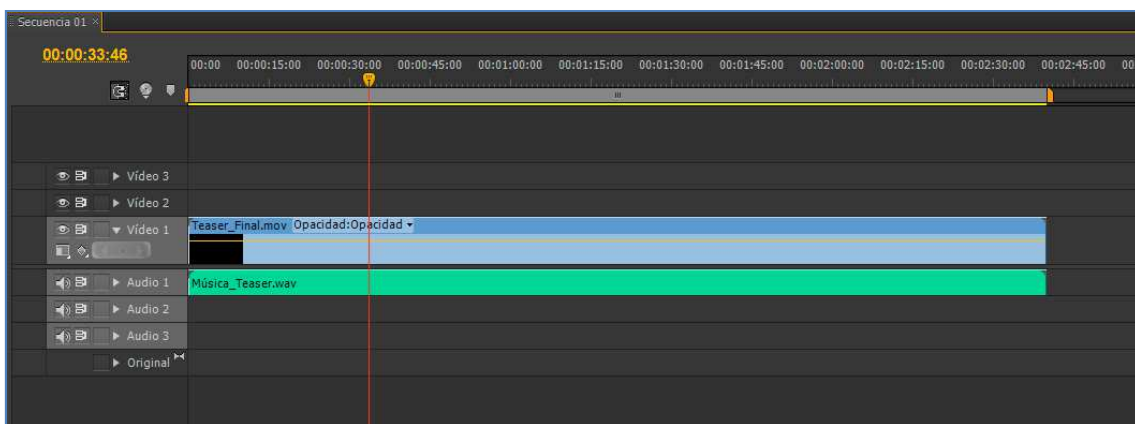 Secuencia 01 ×
00:00:33:46
00:00 00:00:15:00 00:00:30:00 00:00:45:00 00:01:00:00 00:01:15:00 00:01:30:00 00:01:45:00 00:02:00:00 00:02:15:00 00:02:30:00 00:02:45:00 00
Vídeo 3
Vídeo 2
Vídeo 1 Teaser_Final.mov Opacidad:Opacidad
Audio 1 Música_Teaser.wav
Audio 2
Audio 3
Original